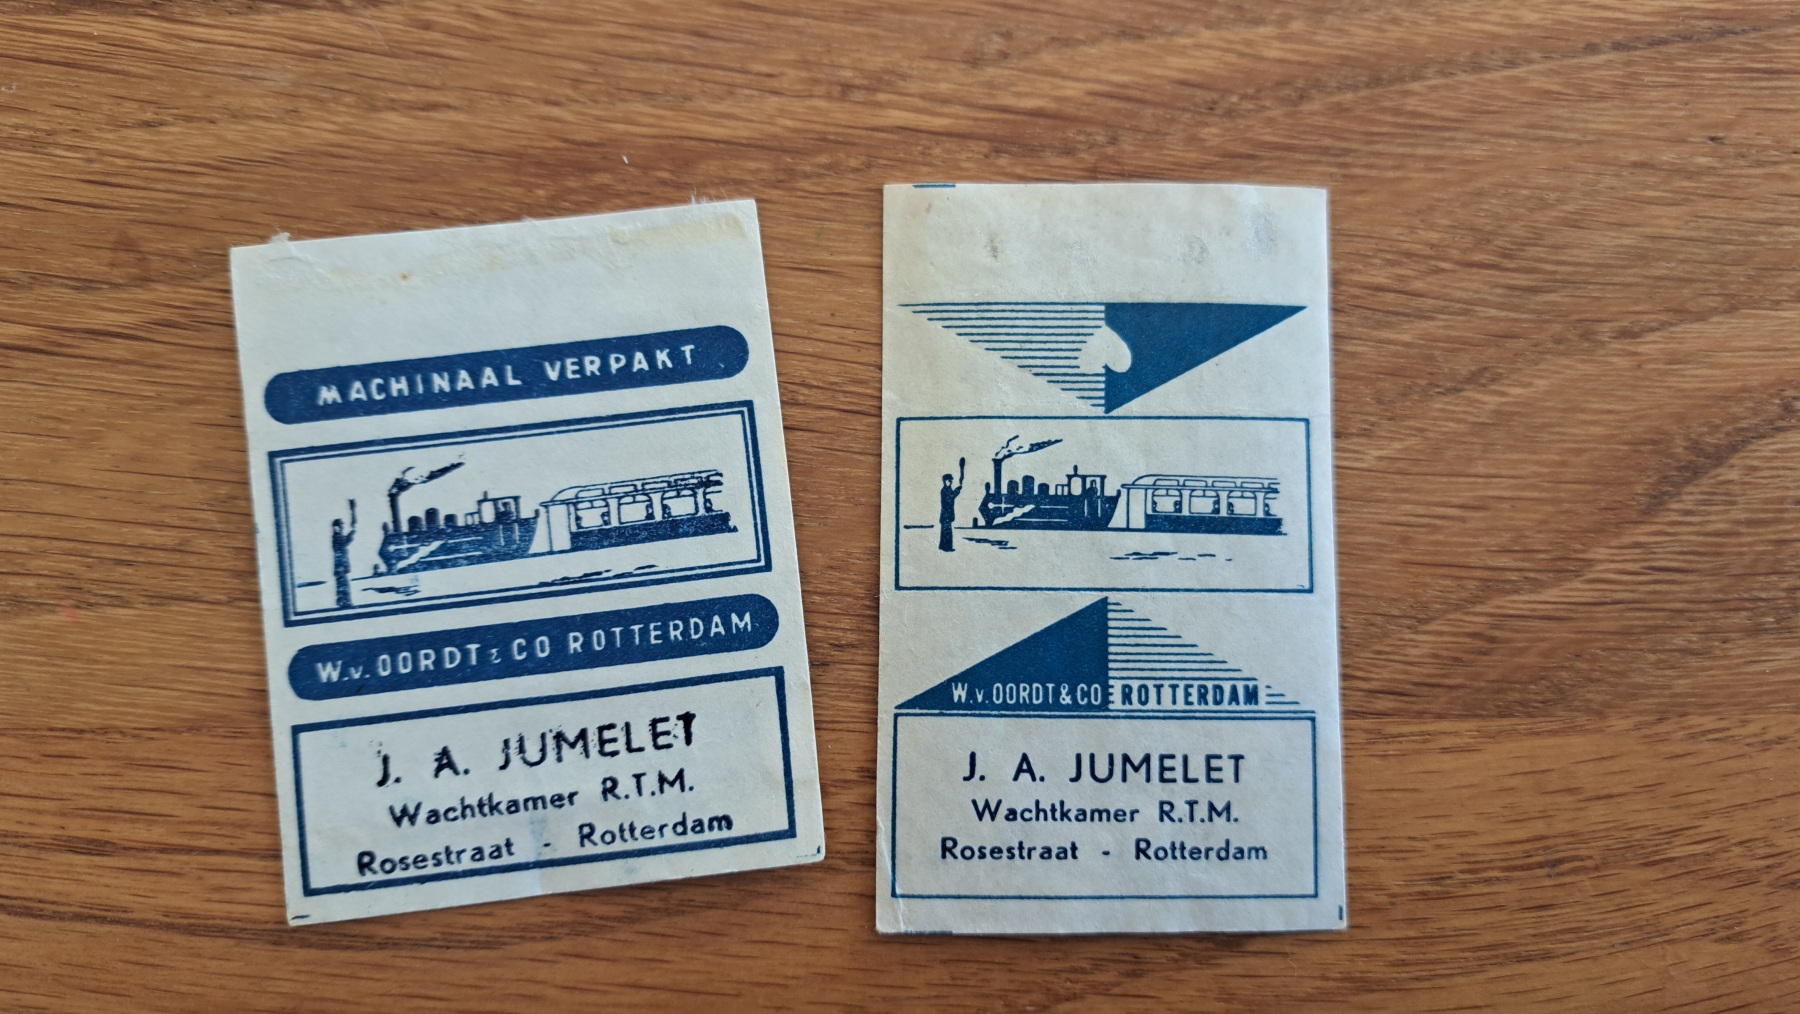 MACHINAAL VERPAKT
W.v. OORDT & CO ROTTERDAM
J. A. JUMELET
Wachtkamer R.T.M.
Rosestraat - Rotterdam
W.v. OORDT & CO ROTTERDAM
J. A. JUMELET
Wachtkamer R.T.M.
Rosestraat - Rotterdam